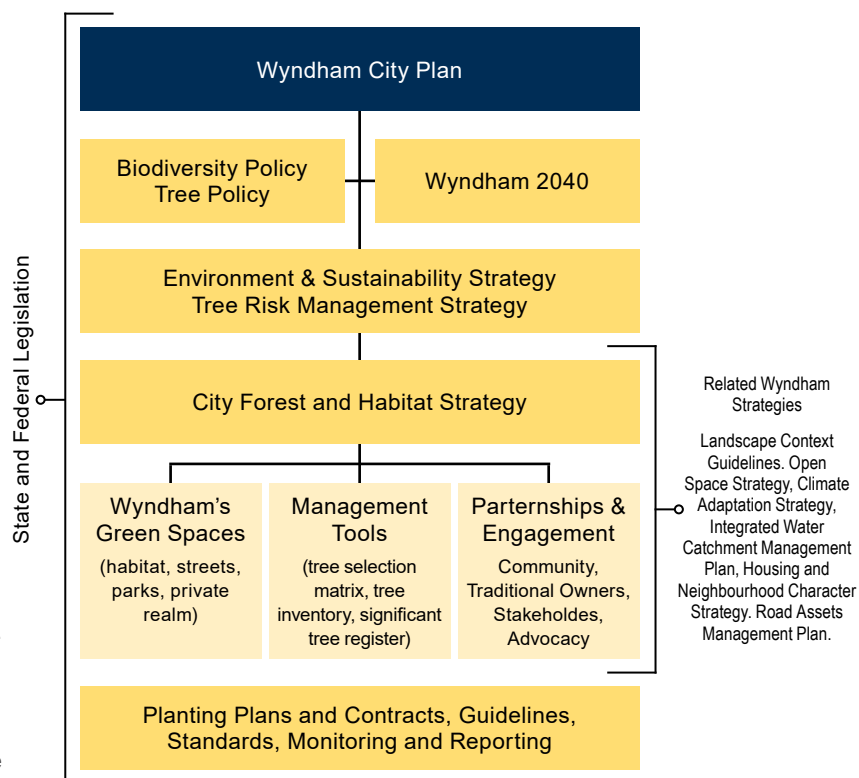 Wyndham City Plan
Biodiversity Policy
Tree Policy
Wyndham 2040
Environment & Sustainability Strategy
Tree Risk Management Strategy
City Forest and Habitat Strategy
Wyndham's
Green Spaces
(habitat, streets,
parks, private
realm)
Management
Tools
(tree selection
matrix, tree
inventory, significant
tree register)
Parternships &
Engagement
Community,
Traditional Owners,
Stakeholdes,
Advocacy
Planting Plans and Contracts, Guidelines,
Standards, Monitoring and Reporting
State and Federal Legislation
Related Wyndham
Strategies
Landscape Context
Guidelines. Open
Space Strategy, Climate
Adaptation Strategy,
Integrated Water
Catchment Management
Plan, Housing and
Neighbourhood Character
Strategy. Road Assets
Management Plan.